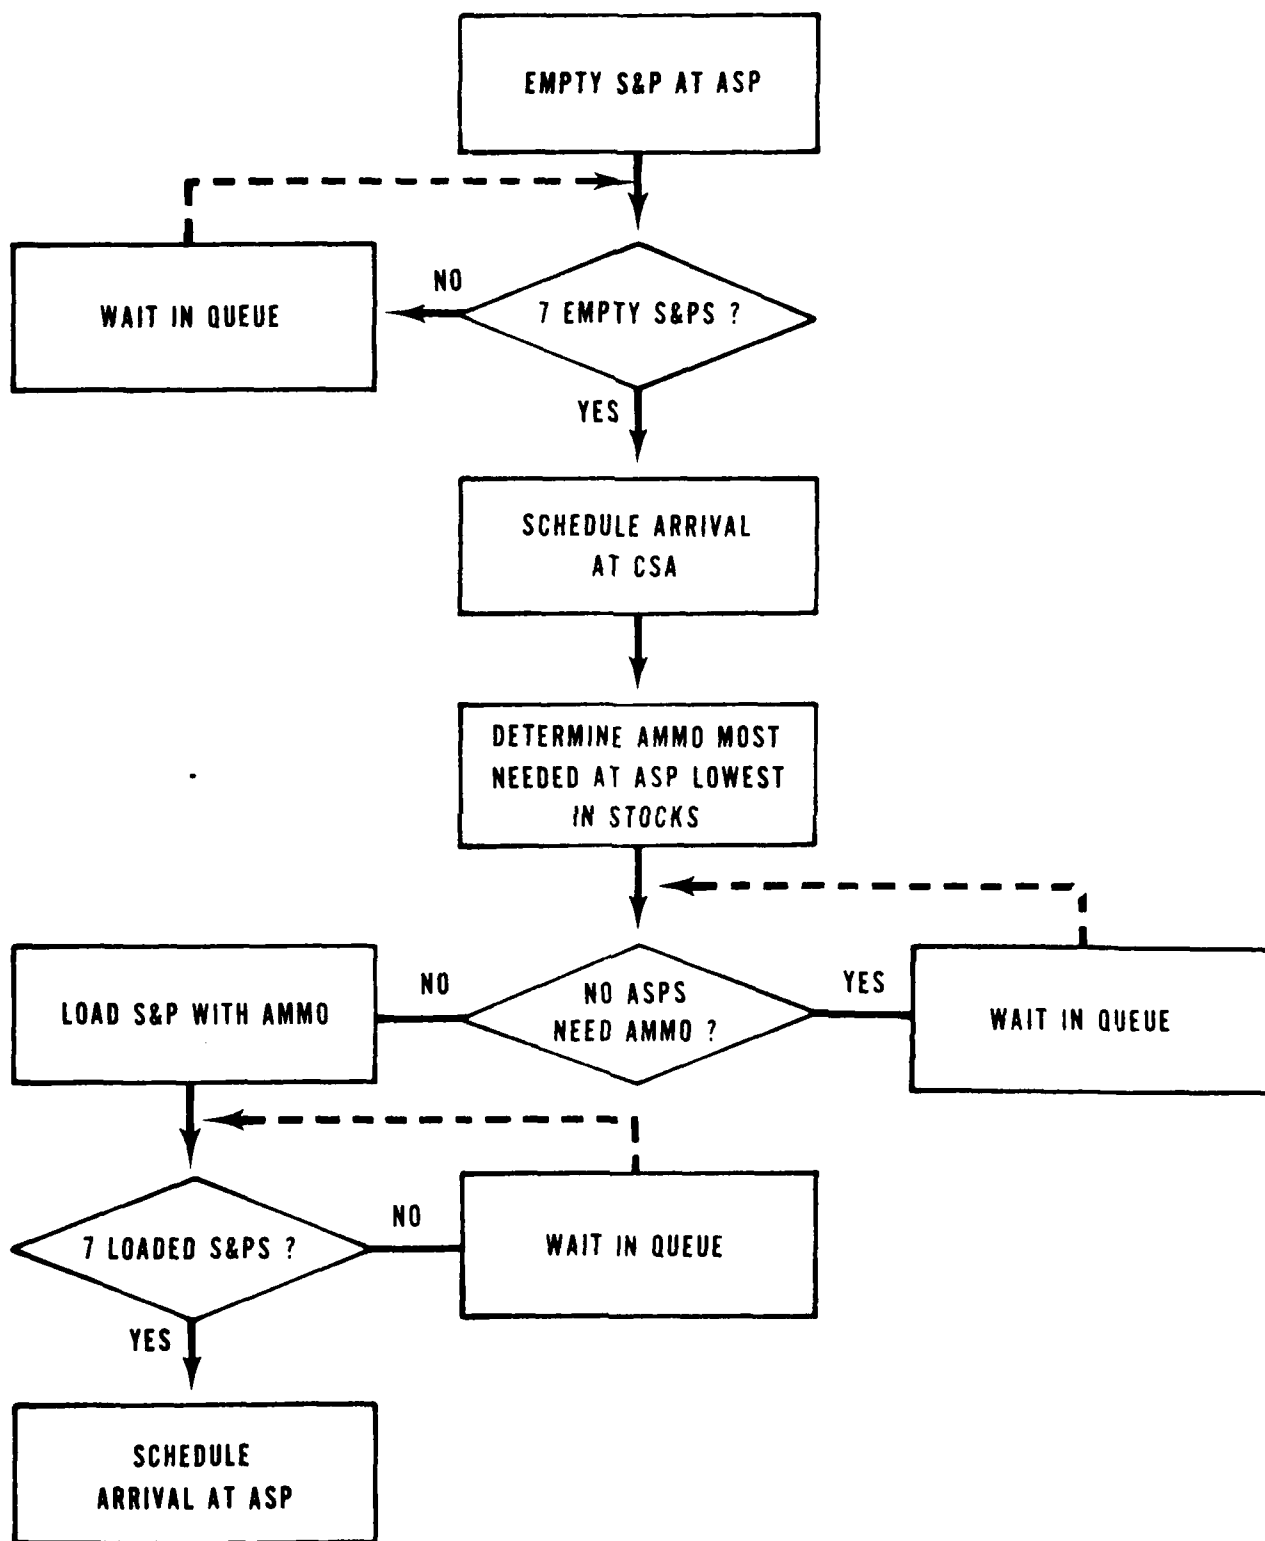 EMPTY S&P AT ASP
NO
WAIT IN QUEUE
7 EMPTY S&PS ?
YES
SCHEDULE ARRIVAL
AT CSA
DETERMINE AMMO MOST
NEEDED AT ASP LOWEST
IN STOCKS
LOAD S&P WITH AMMO
NO
NO ASPS
NEED AMMO ?
YES
WAIT IN QUEUE
7 LOADED S&PS ?
NO
WAIT IN QUEUE
YES
SCHEDULE
ARRIVAL AT ASP